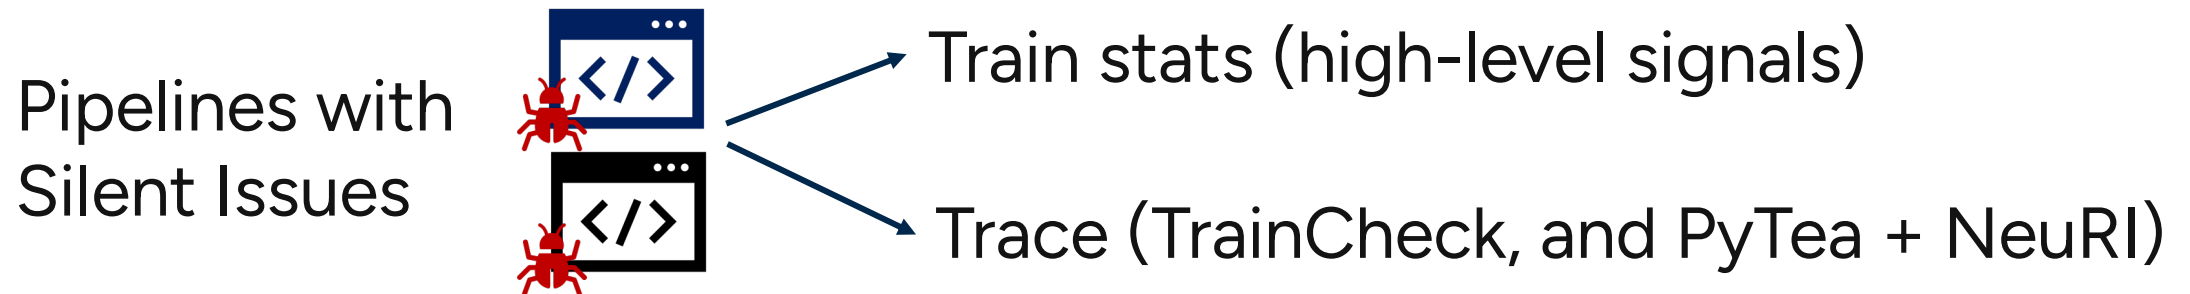 Pipelines with
Silent Issues
</>
</>
Train stats (high-level signals)
Trace (TrainCheck, and PyTea + NeuRI)